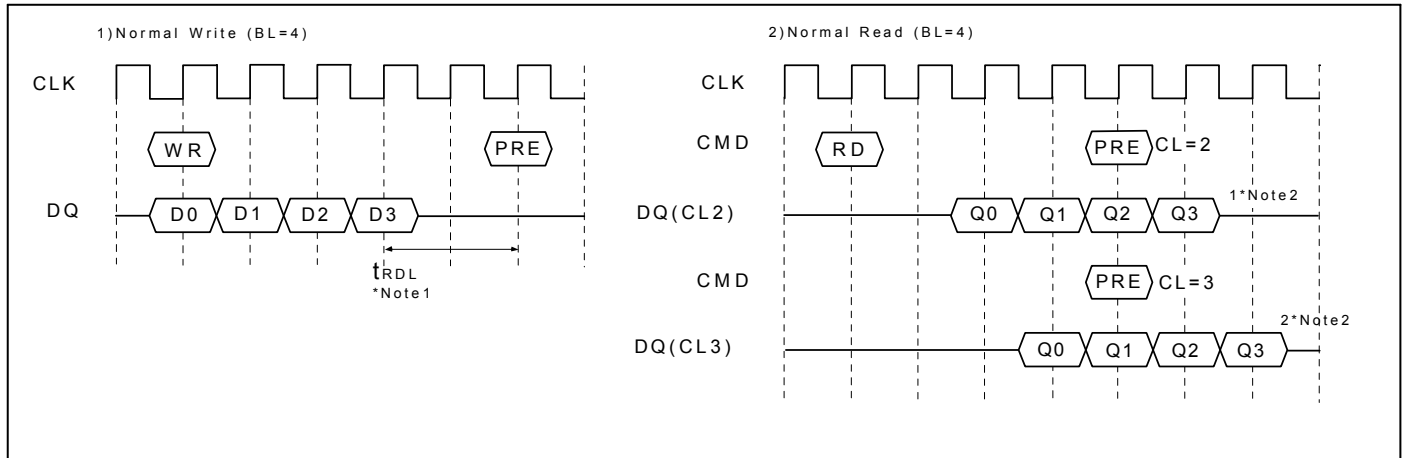 1)Normal Write (BL=4)
CLK
WR
PRE
DQ
D0 D1 D2 D3
tRDL
*Note1
2)Normal Read (BL=4)
CLK
CMD
RD
PRE CL=2
DQ(CL2)
Q0 Q1 Q2 Q3
1*Note2
CMD
PRE CL=3
DQ(CL3)
Q0 Q1 Q2 Q3
2*Note2